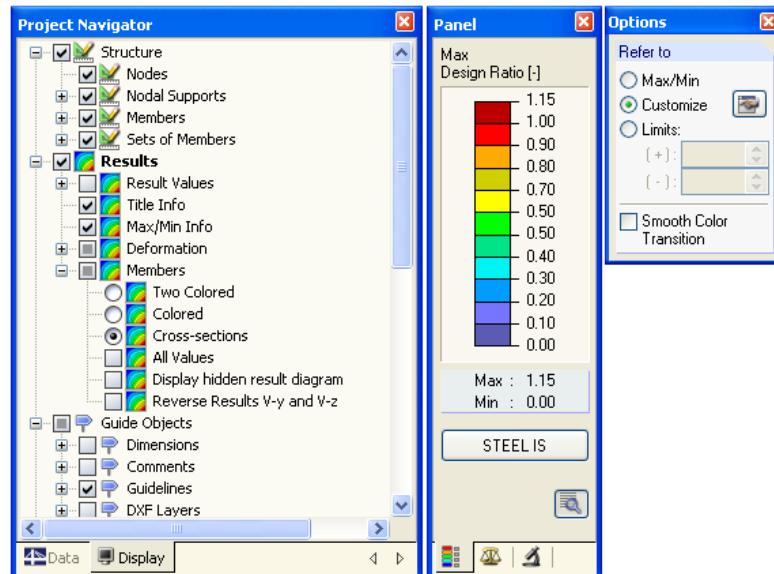 Project Navigator
Structure
Nodes
Nodal Supports
Members
Sets of Members
Results
Result Values
Title Info
Max/Min Info
Deformation
Members
Two Colored
Colored
Cross-sections
All Values
Display hidden result diagram
Reverse Results V-y and V-z
Guide Objects
Dimensions
Comments
Guidelines
DXF Layers
Data
Display
Panel
Max
Design Ratio [-]
1.15
1.00
0.90
0.80
0.70
0.50
0.50
0.40
0.30
0.20
0.10
0.00
Max : 1.15
Min : 0.00
STEEL IS
Options
Refer to
Max/Min
Customize
Limits:
(+):
(-):
Smooth Color
Transition